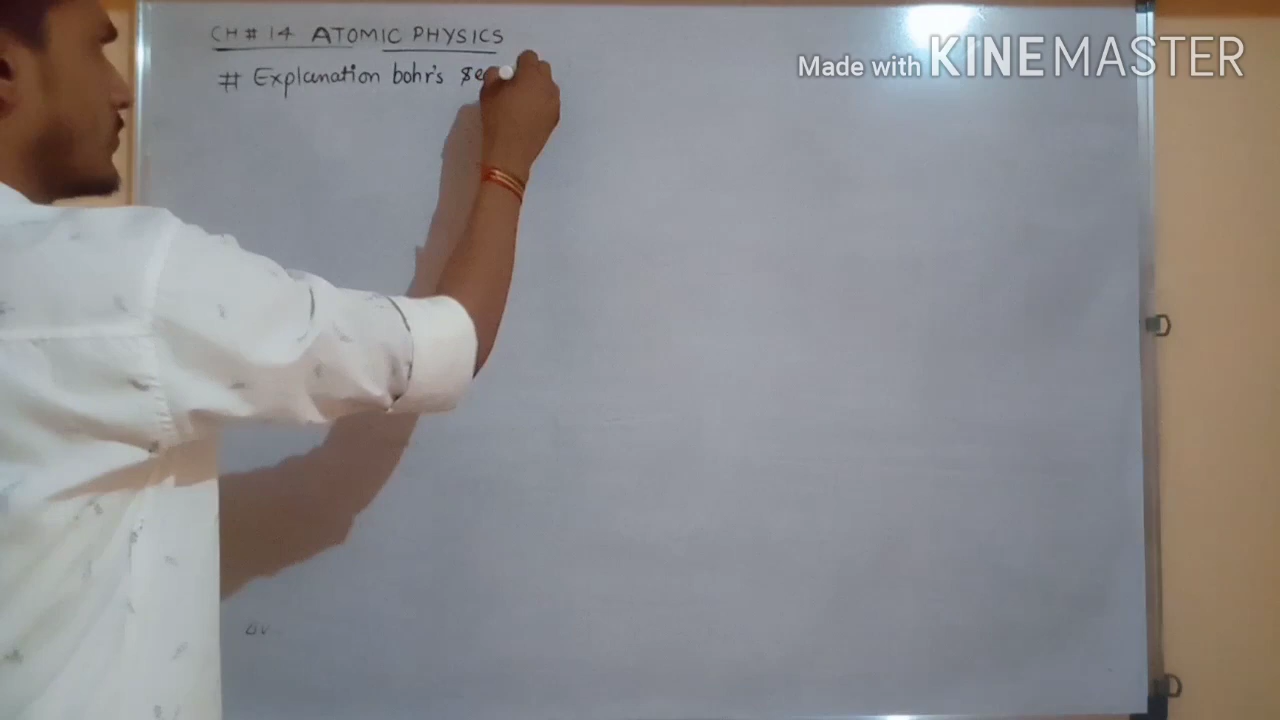 CH # 14 ATOMIC PHYSICS
Made with KINEMASTER
# Explanation bohr's se